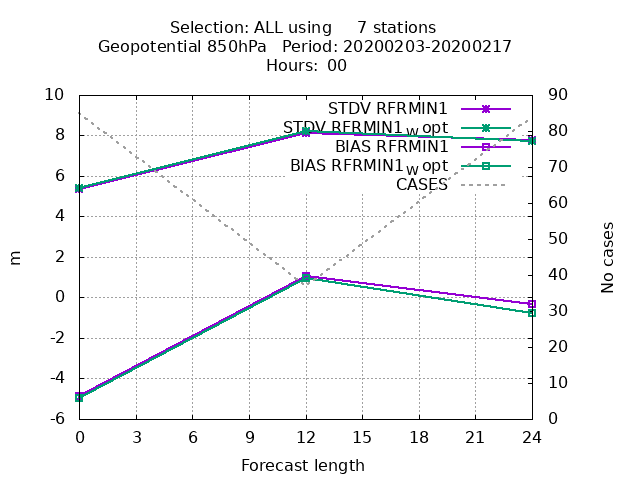 Selection: ALL using 7 stations
Geopotential 850hPa Period: 20200203-20200217
Hours: 00
STDV RFRMIN1
STDV RFRMIN1_W opt
BIAS RFRMIN1
BIAS RFRMIN1_W opt
CASES
10
8
6
4
2
0
-2
-4
-6
m
90
80
70
60
50
40
30
20
10
0
No cases
0 3 6 9 12 15 18 21 24
Forecast length